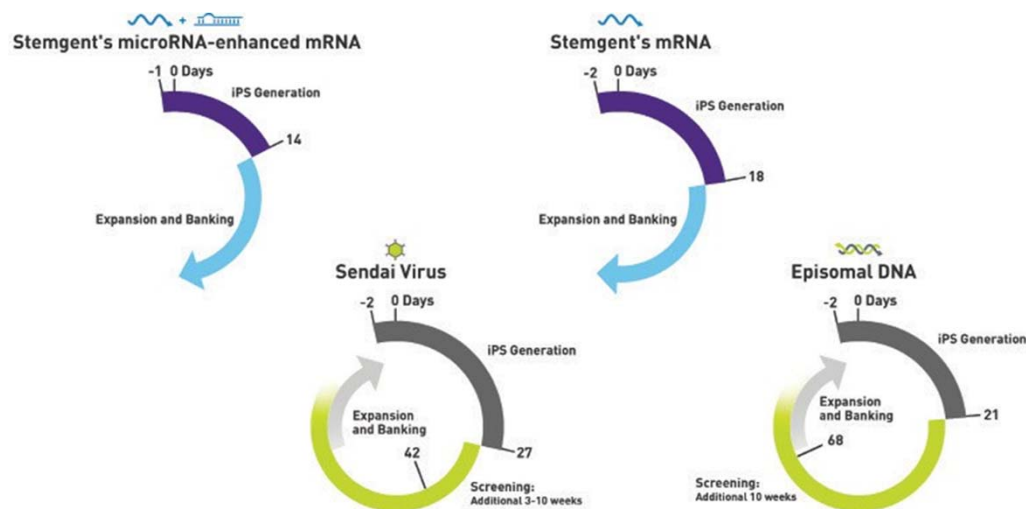 Stemgent's microRNA-enhanced mRNA
-1 0 Days
iPS Generation
14
Expansion and Banking
Stemgent's mRNA
-2 0 Days
iPS Generation
18
Expansion and Banking
Sendai Virus
-2 0 Days
iPS Generation
Expansion
and Banking
42
27
Screening:
Additional 3-10 weeks
Episomal DNA
-2 0 Days
iPS Generation
21
Expansion
and Banking
68
Screening:
Additional 10 weeks